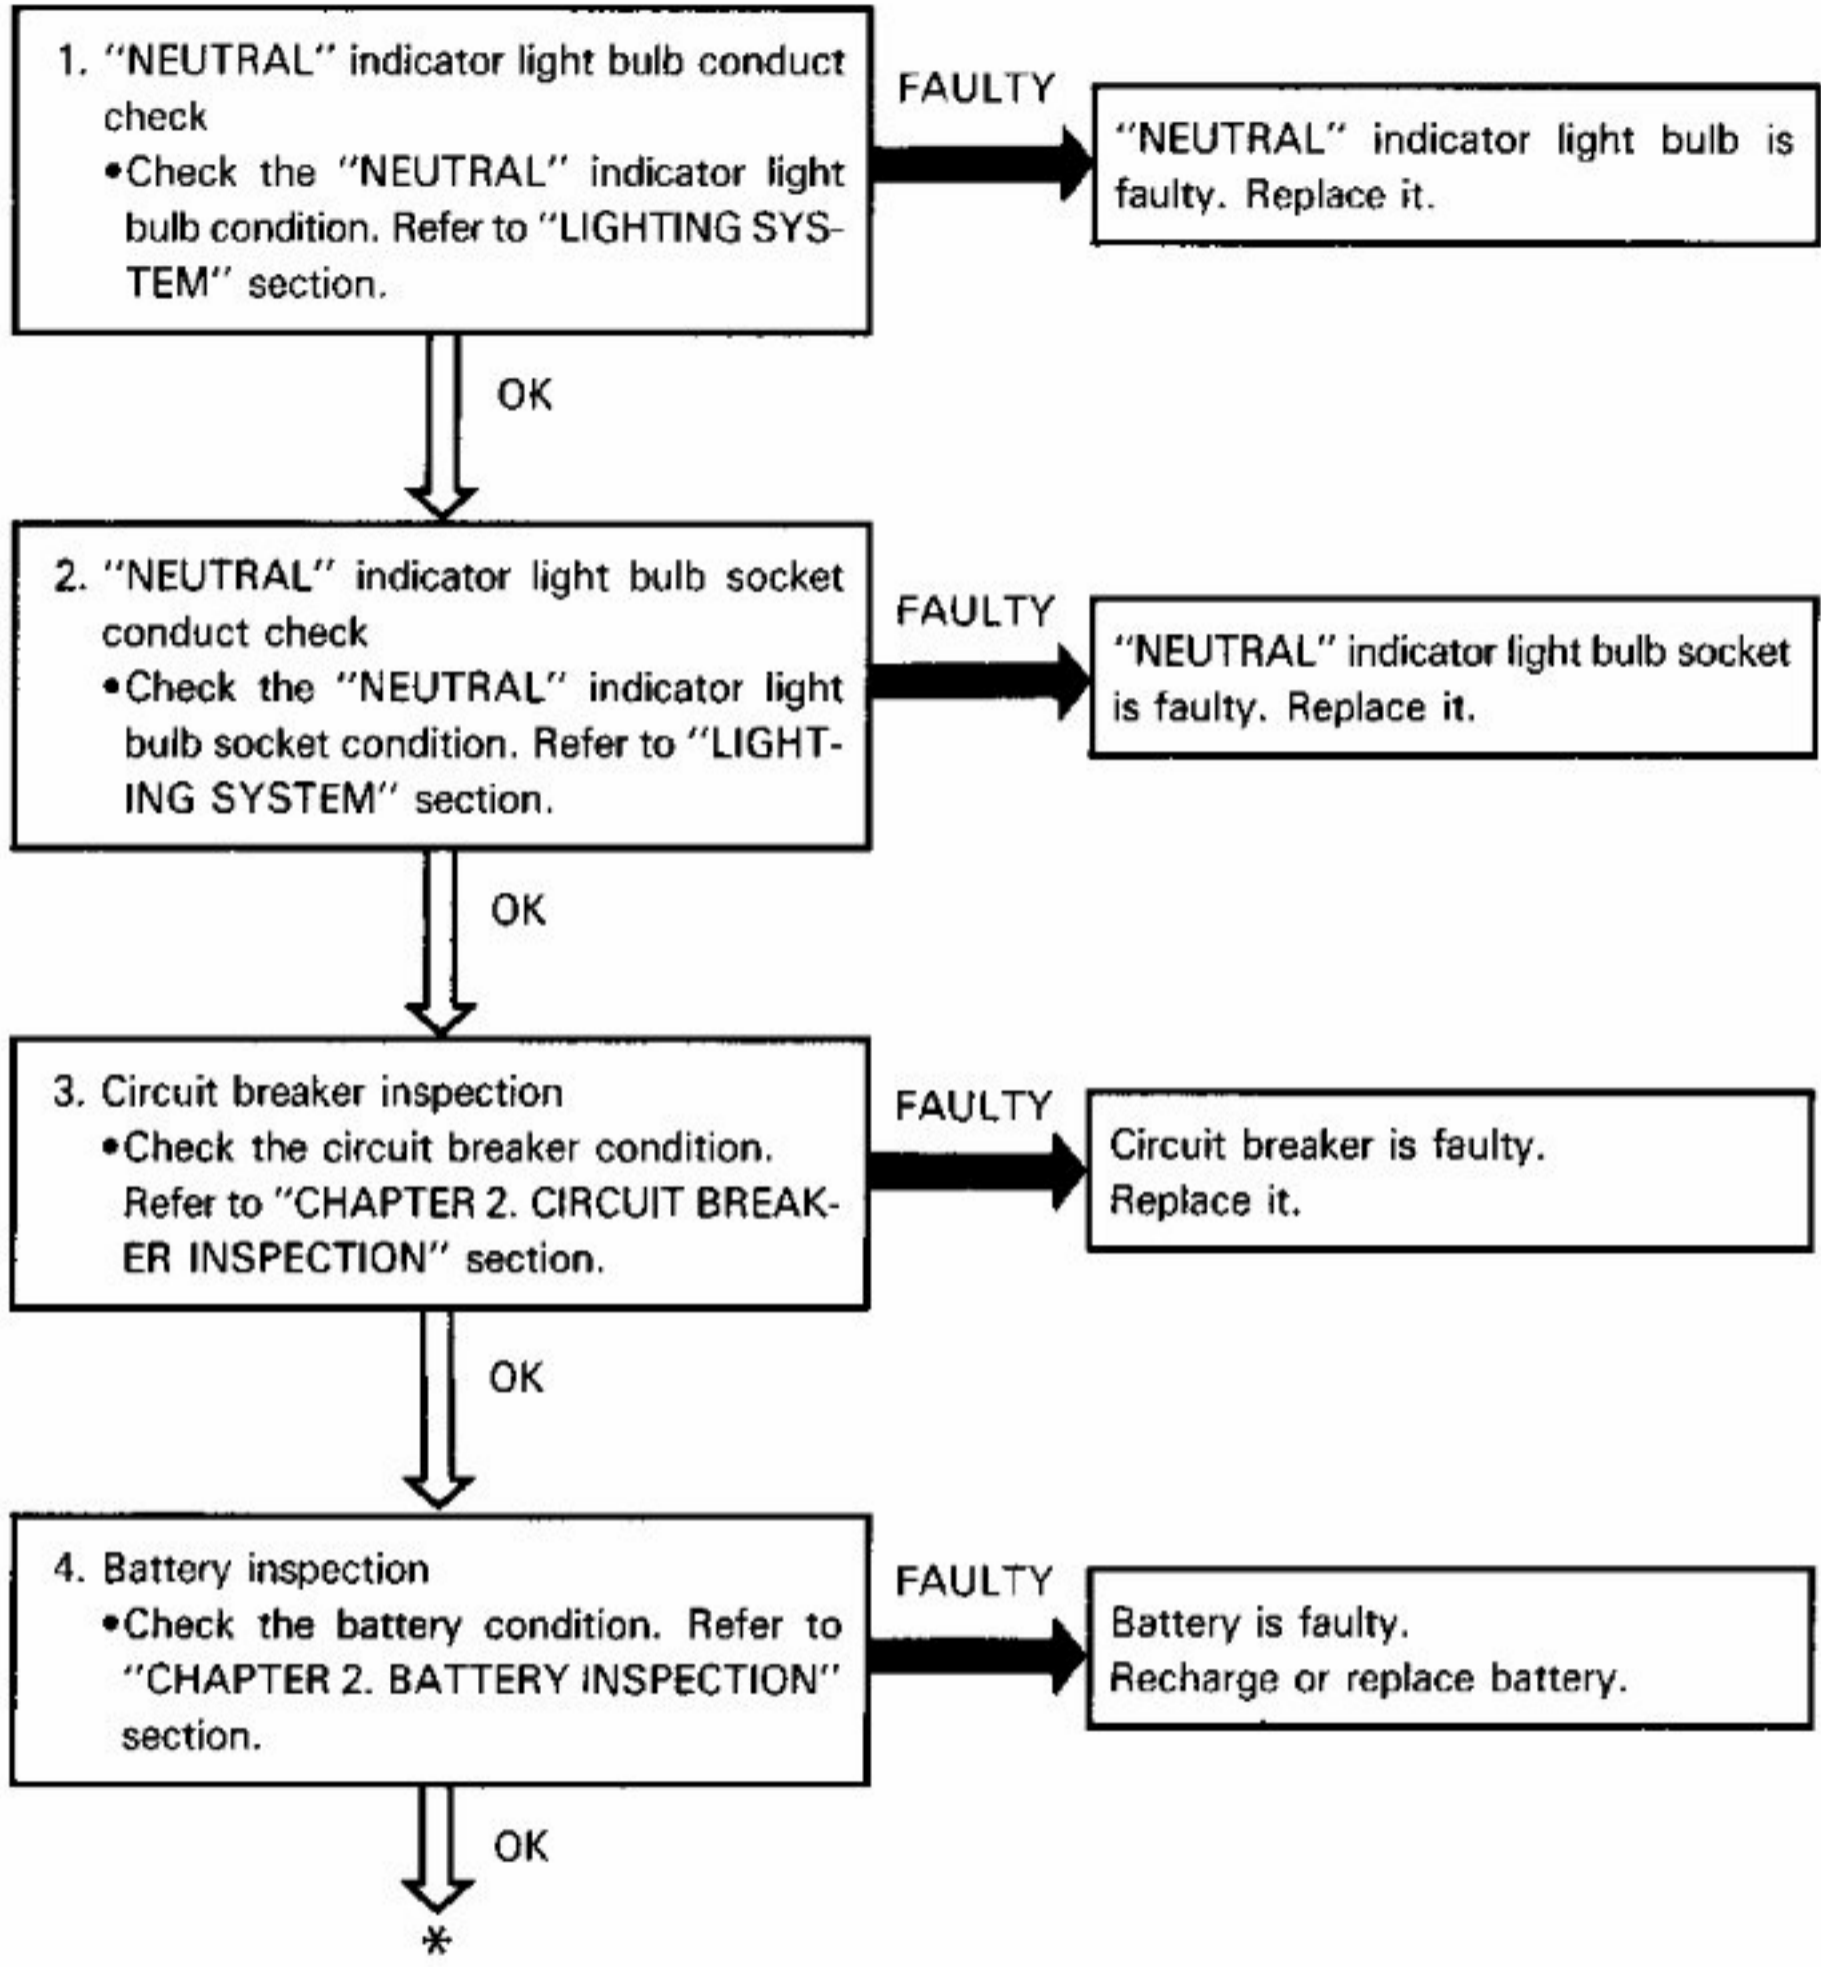 1. "NEUTRAL" indicator light bulb conduct
check
•Check the "NEUTRAL" indicator light
bulb condition. Refer to "LIGHTING SYS-
TEM" section.
FAULTY
"NEUTRAL" indicator light bulb is
faulty. Replace it.
OK
2. "NEUTRAL" indicator light bulb socket
conduct check
•Check the "NEUTRAL" indicator light
bulb socket condition. Refer to "LIGHT-
ING SYSTEM" section.
FAULTY
"NEUTRAL" indicator light bulb socket
is faulty. Replace it.
OK
3. Circuit breaker inspection
•Check the circuit breaker condition.
Refer to "CHAPTER 2. CIRCUIT BREAK-
ER INSPECTION" section.
FAULTY
Circuit breaker is faulty.
Replace it.
OK
4. Battery inspection
•Check the battery condition. Refer to
"CHAPTER 2. BATTERY INSPECTION"
section.
FAULTY
Battery is faulty.
Recharge or replace battery.
OK
*